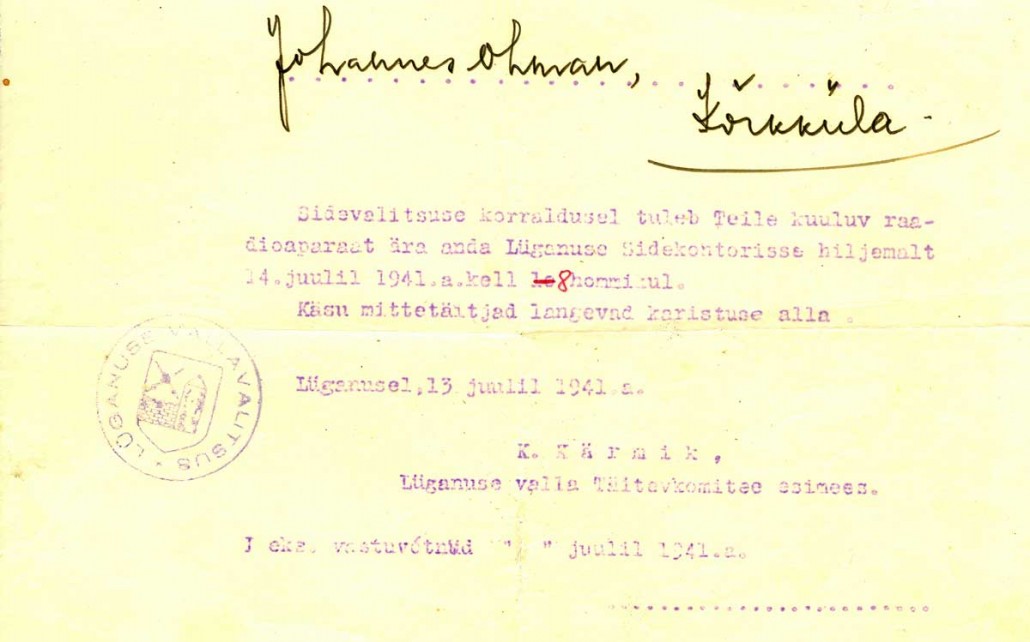 Johannes Ohman,
Kõrkküla
Sidevalitsuse korraldusel tuleb Teile kuuluv raa-
dioaparaat ära anda Lüganuse Sidekontorisse hiljemalt
14.juulil 1941.a.kell 8 hommikul.
Käsu mittetäitjad langevad karistuse alla .
LÜGANUSE VALLAVALITSUS
Lüganusel,13 juulil 1941.a.
K. K ä r m i k ,
Lüganuse valla Täitevkomitee esimees.
I eks. vastuvõtnud " " juulil 1941.a.